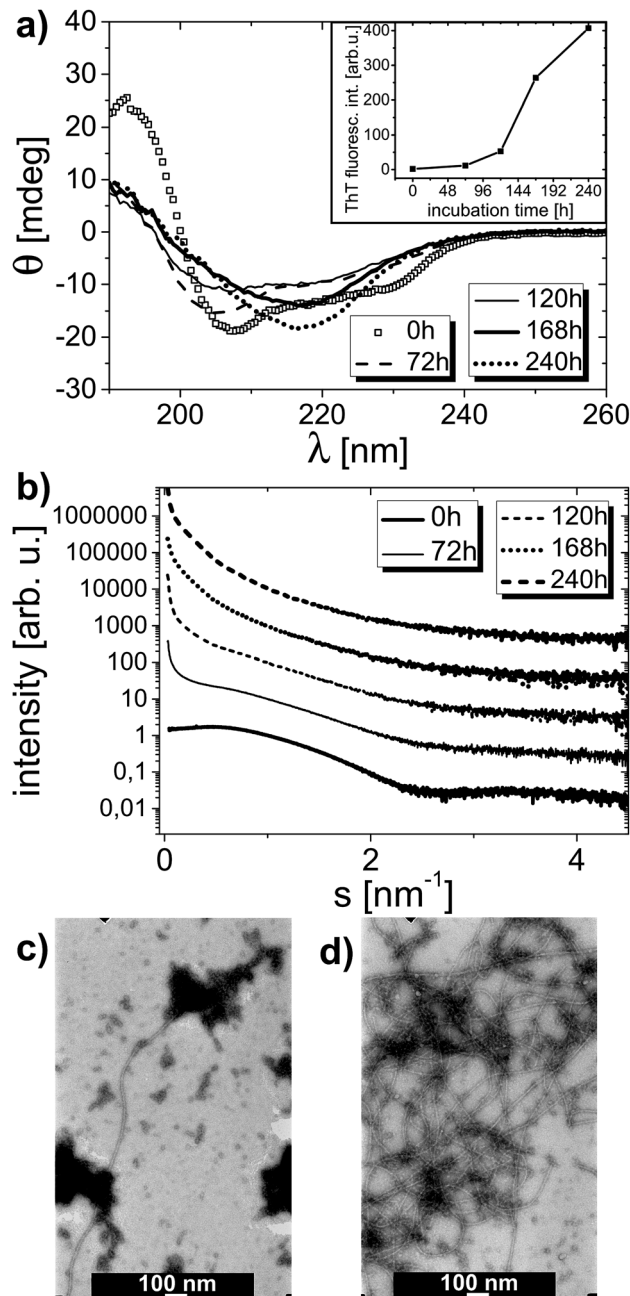 a)
40
30
20
10
0
-10
-20
-30
θ [mdeg]
200
220
240
260
λ [nm]
400
300
200
100
0
ThT fluoresc. int. [arb.u.]
0 48 96 144 192 240
incubation time [h]
0h
72h
120h
168h
240h
b)
1000000
100000
10000
1000
100
10
1
0,1
0,01
intensity [arb. u.]
0h
72h
120h
168h
240h
0 2 4
s [nm⁻¹]
c)
100 nm
d)
100 nm